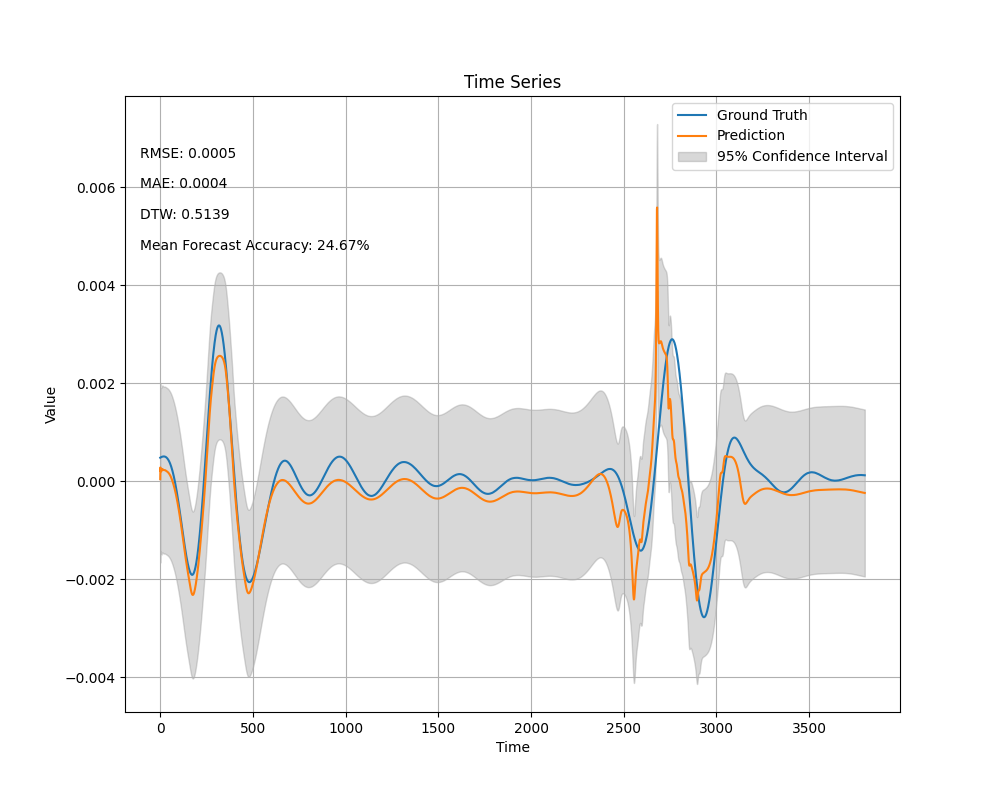 Time Series
Ground Truth
Prediction
95% Confidence Interval
RMSE: 0.0005
MAE: 0.0004
DTW: 0.5139
Mean Forecast Accuracy: 24.67%
Value
0.006
0.004
0.002
0.000
−0.002
−0.004
0 500 1000 1500 2000 2500 3000 3500
Time